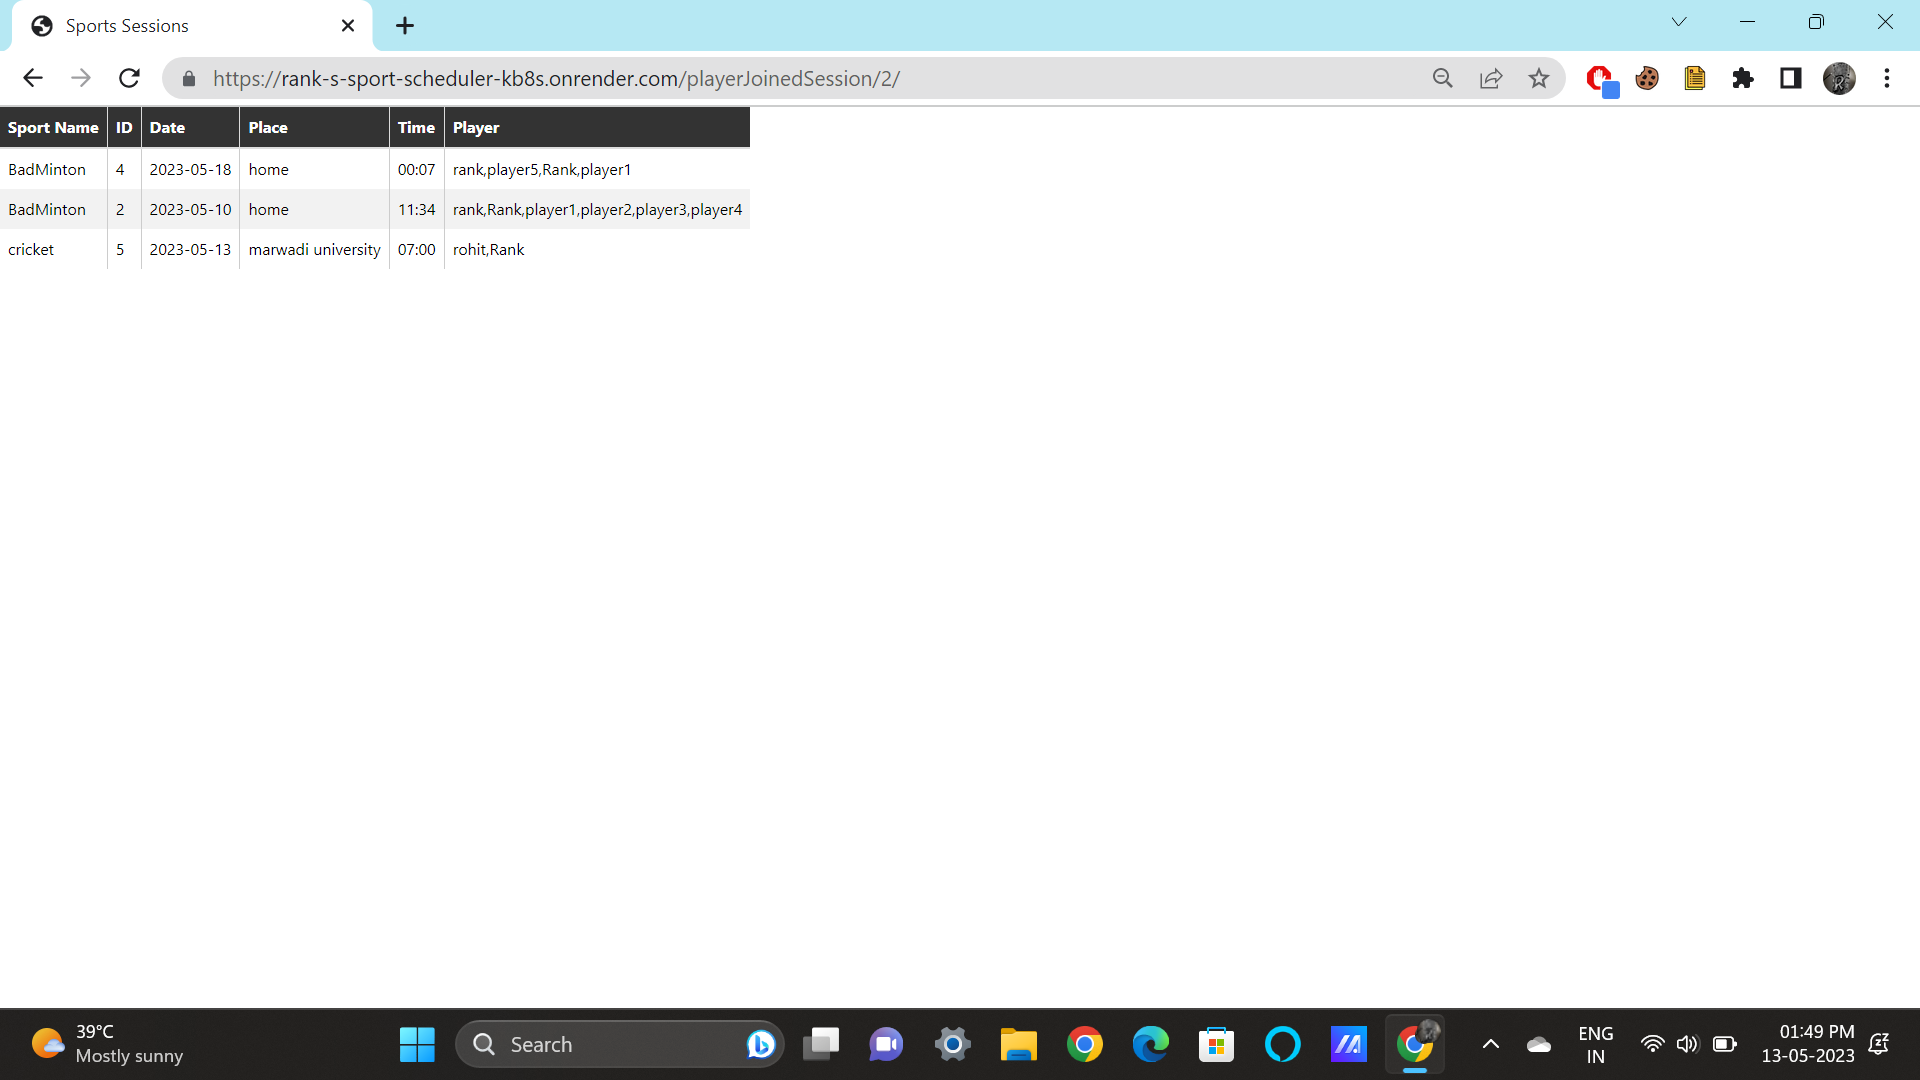 Sports Sessions
https://rank-s-sport-scheduler-kb8s.onrender.com/playerJoinedSession/2/
Sport Name ID Date Place Time Player
BadMinton 4 2023-05-18 home 00:07 rank,player5,Rank,player1
BadMinton 2 2023-05-10 home 11:34 rank,Rank,player1,player2,player3,player4
cricket 5 2023-05-13 marwadi university 07:00 rohit,Rank
39°C
Mostly sunny
Search
ENG
IN
01:49 PM
13-05-2023